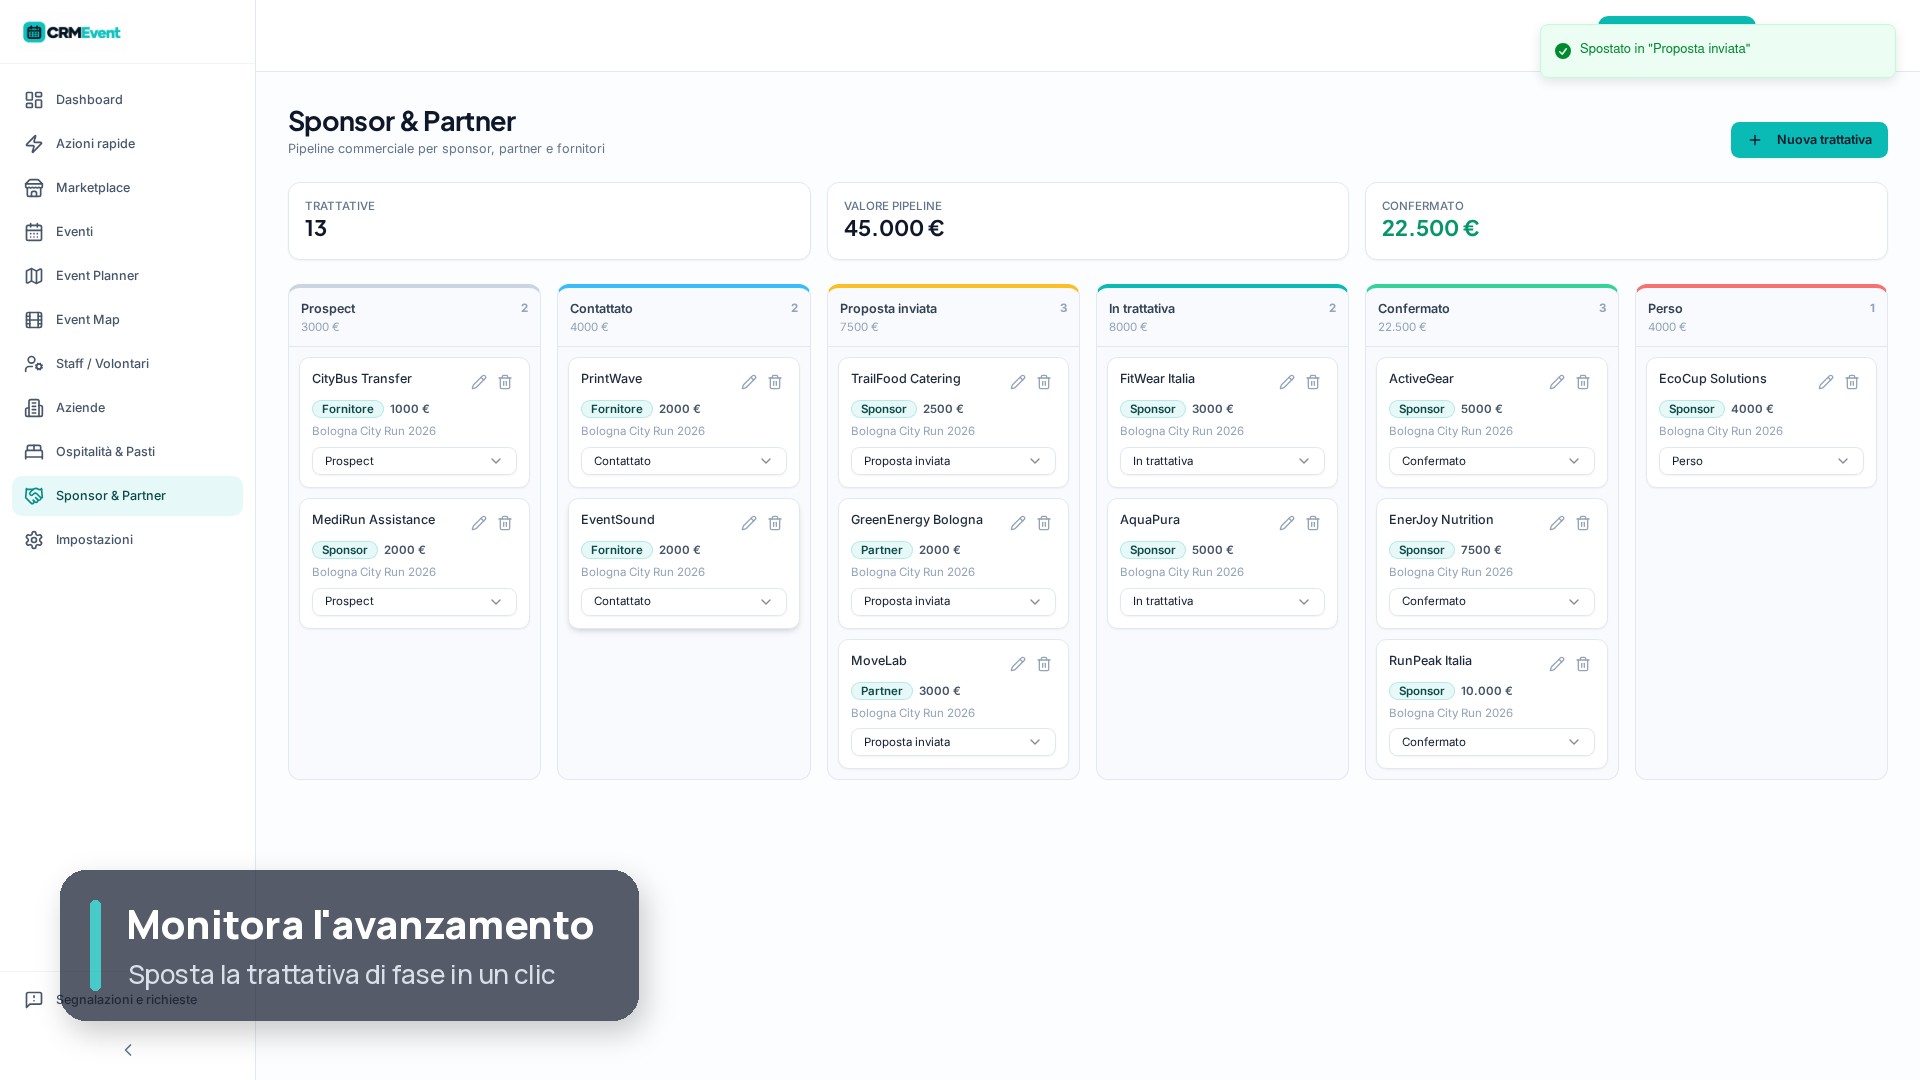 CRMEvent
Spostato in "Proposta inviata"
Dashboard
Azioni rapide
Marketplace
Eventi
Event Planner
Event Map
Staff / Volontari
Aziende
Ospitalità & Pasti
Sponsor & Partner
Impostazioni
Segnalazioni e richieste
Sponsor & Partner
Pipeline commerciale per sponsor, partner e fornitori
Nuova trattativa
TRATTATIVE
13
VALORE PIPELINE
45.000 €
CONFERMATO
22.500 €
Prospect 2
3000 €
CityBus Transfer
Fornitore 1000 €
Bologna City Run 2026
Prospect
MediRun Assistance
Sponsor 2000 €
Bologna City Run 2026
Prospect
Contattato 2
4000 €
PrintWave
Fornitore 2000 €
Bologna City Run 2026
Contattato
EventSound
Fornitore 2000 €
Bologna City Run 2026
Contattato
Proposta inviata 3
7500 €
TrailFood Catering
Sponsor 2500 €
Bologna City Run 2026
Proposta inviata
GreenEnergy Bologna
Partner 2000 €
Bologna City Run 2026
Proposta inviata
MoveLab
Partner 3000 €
Bologna City Run 2026
Proposta inviata
In trattativa 2
8000 €
FitWear Italia
Sponsor 3000 €
Bologna City Run 2026
In trattativa
AquaPura
Sponsor 5000 €
Bologna City Run 2026
In trattativa
Confermato 3
22.500 €
ActiveGear
Sponsor 5000 €
Bologna City Run 2026
Confermato
EnerJoy Nutrition
Sponsor 7500 €
Bologna City Run 2026
Confermato
RunPeak Italia
Sponsor 10.000 €
Bologna City Run 2026
Confermato
Perso 1
4000 €
EcoCup Solutions
Sponsor 4000 €
Bologna City Run 2026
Perso
Monitora l'avanzamento
Sposta la trattativa di fase in un clic